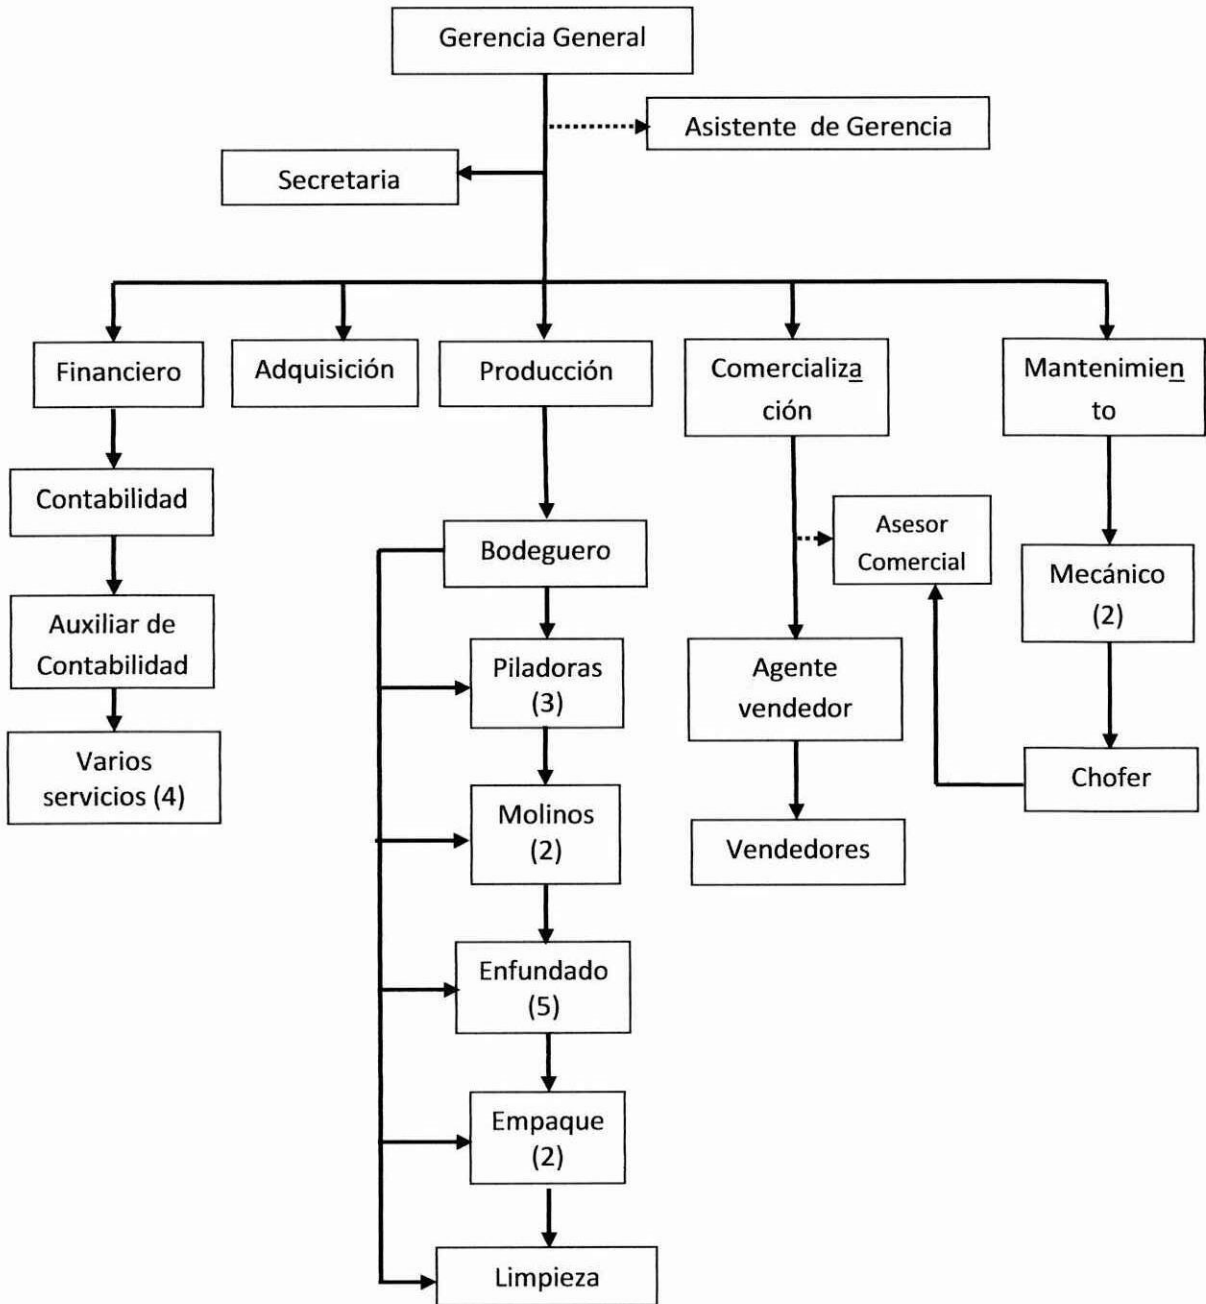 Gerencia General
Asistente de Gerencia
Secretaria
Financiero
Adquisición
Producción
Comercializa
ción
Mantenimien
to
Contabilidad
Bodeguero
Asesor
Comercial
Mecánico
(2)
Auxiliar de
Contabilidad
Piladoras
(3)
Agente
vendedor
Varios
servicios (4)
Chofer
Molinos
(2)
Vendedores
Enfundado
(5)
Empaque
(2)
Limpieza